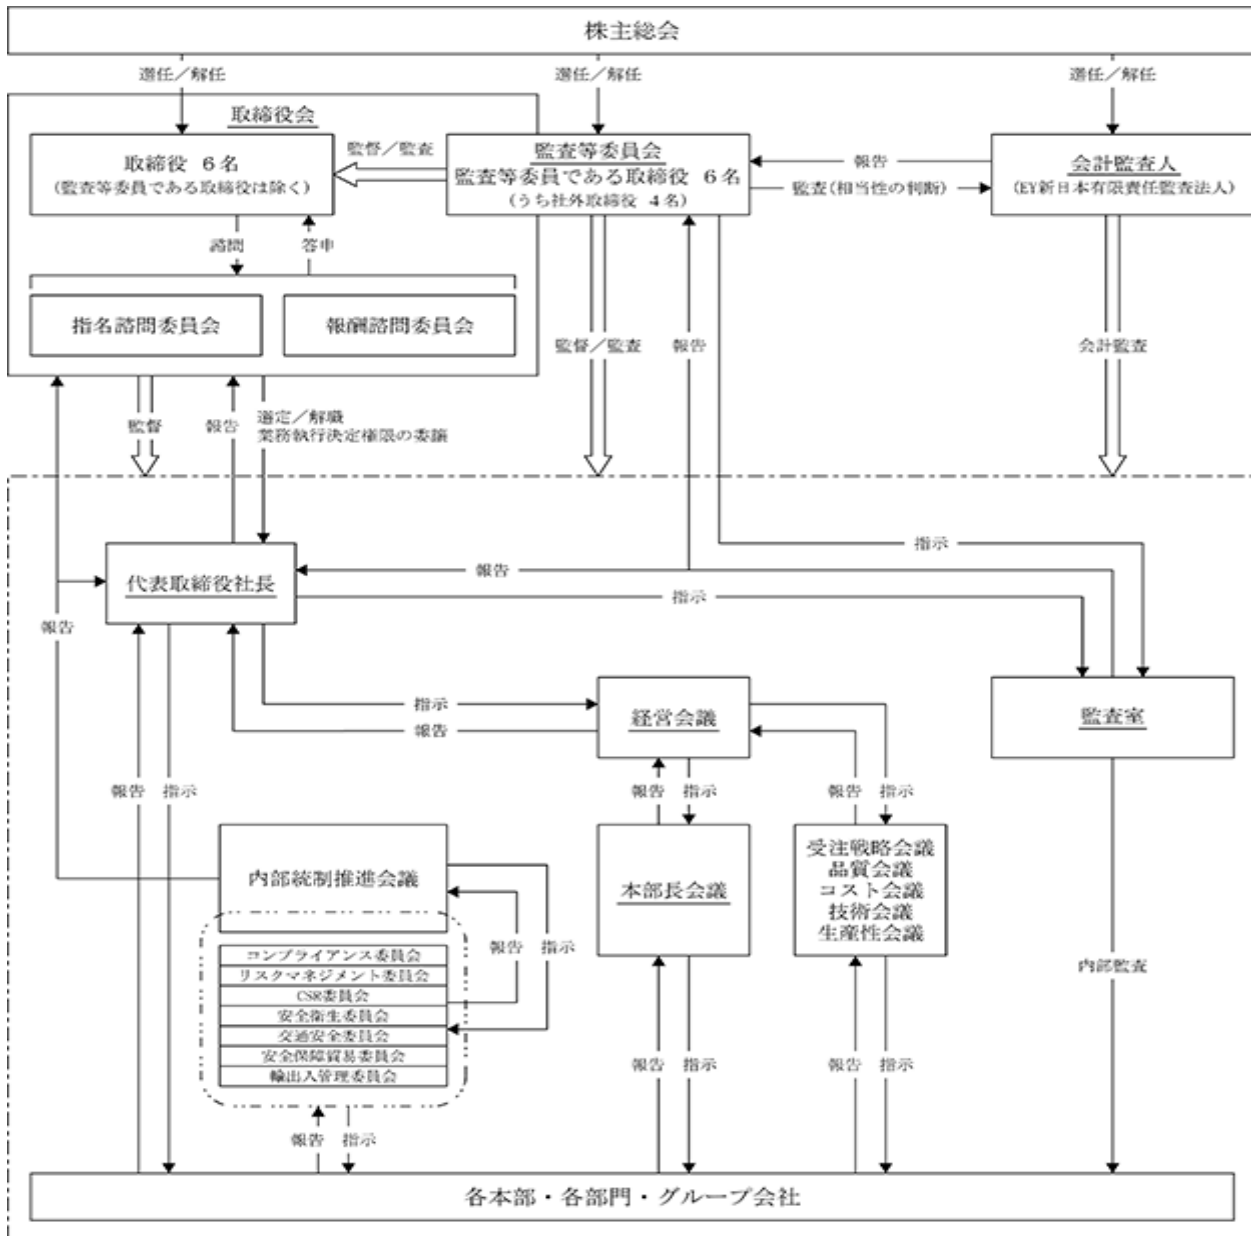 株主総会
選任／解任
選任／解任
選任／解任
取締役会
取締役 6名
(監査等委員である取締役は除く)
監督／監査
監査等委員会
監査等委員である取締役 6名
(うち社外取締役 4名)
報告
監査(相当性の判断)
会計監査人
(EY新日本有限責任監査法人)
諮問
答申
指名諮問委員会
報酬諮問委員会
監督／監査
報告
会計監査
監督
報告
選定／解職
業務執行決定権限の委譲
代表取締役社長
報告
指示
報告
指示
報告
指示
報告
経営会議
監査室
報告
指示
報告
指示
報告
指示
報告
指示
内部統制推進会議
本部長会議
受注戦略会議
品質会議
コスト会議
技術会議
生産性会議
コンプライアンス委員会
リスクマネジメント委員会
CSR委員会
安全衛生委員会
交通安全委員会
安全保障貿易委員会
輸出入管理委員会
内部監査
報告
指示
報告
指示
報告
指示
各本部・各部門・グループ会社